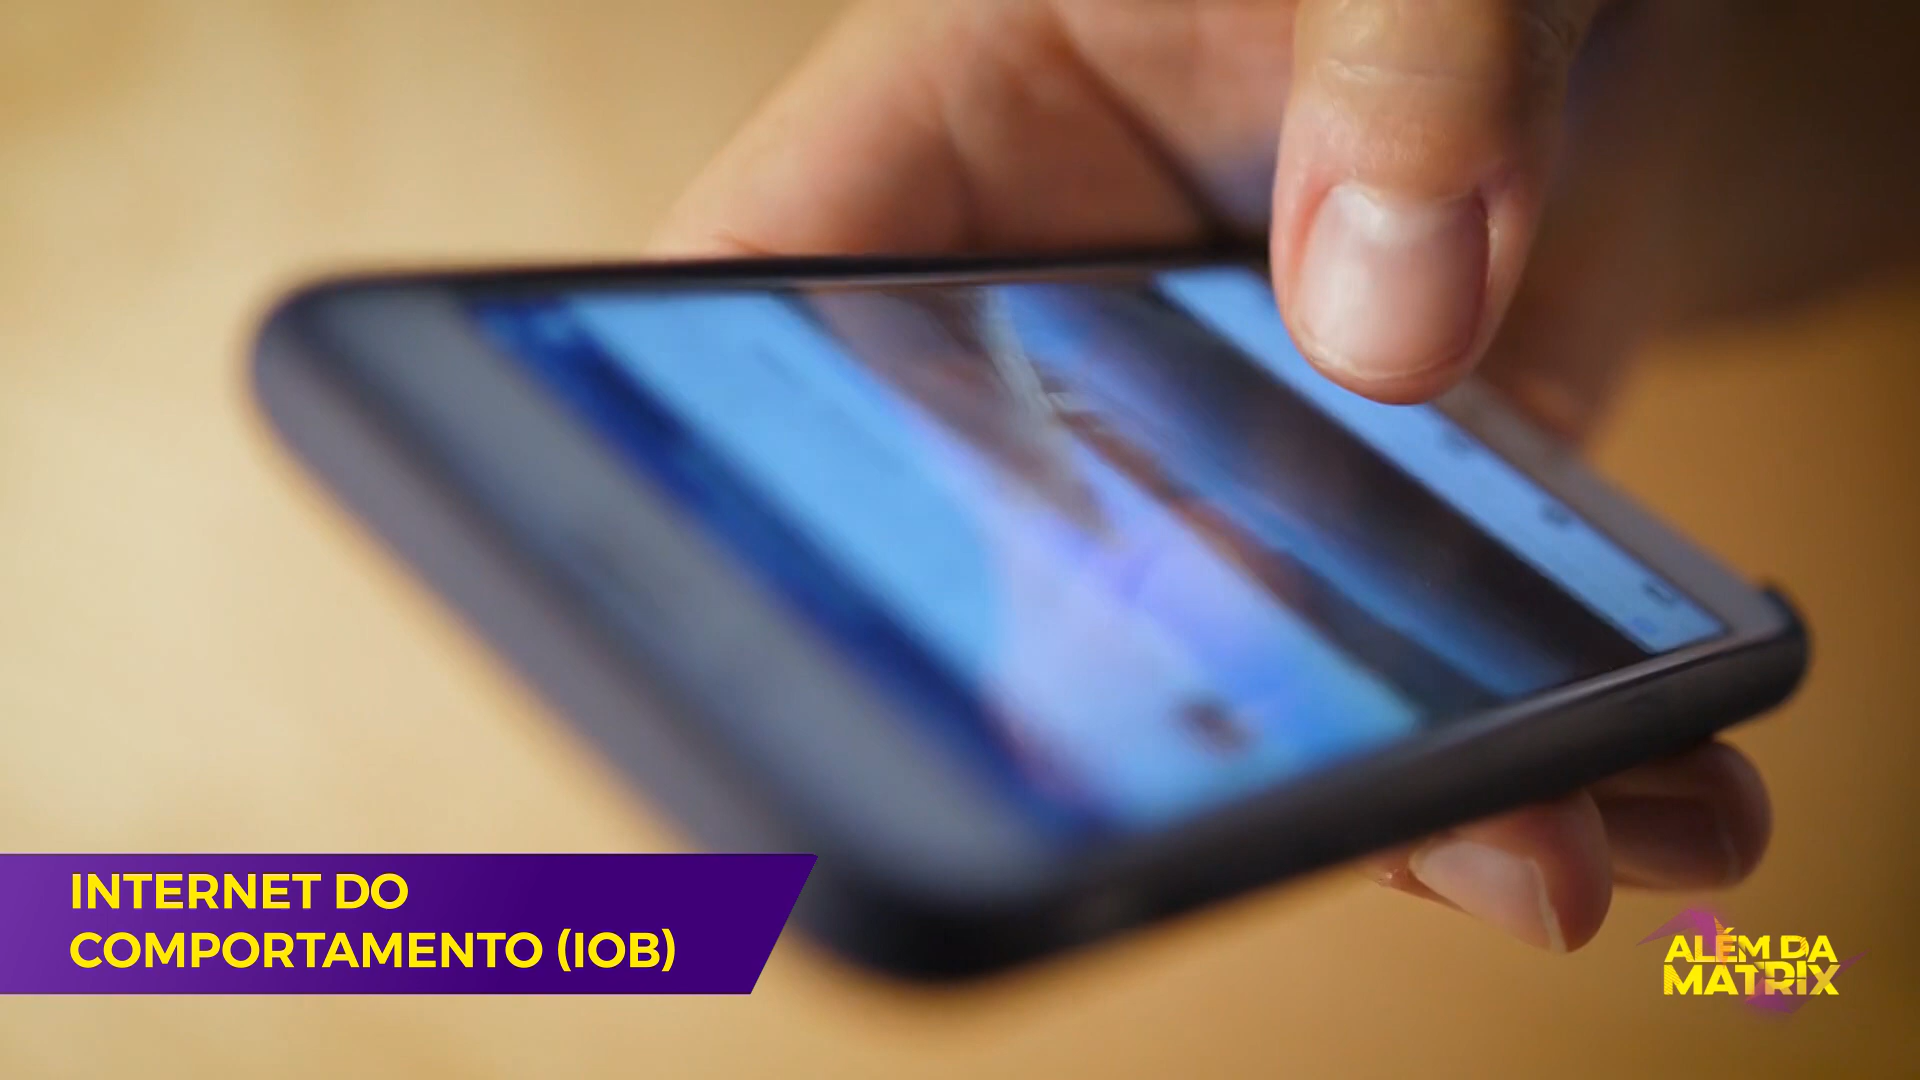 INTERNET DO
COMPORTAMENTO (IOB)
ALÉM DA
MATRIX